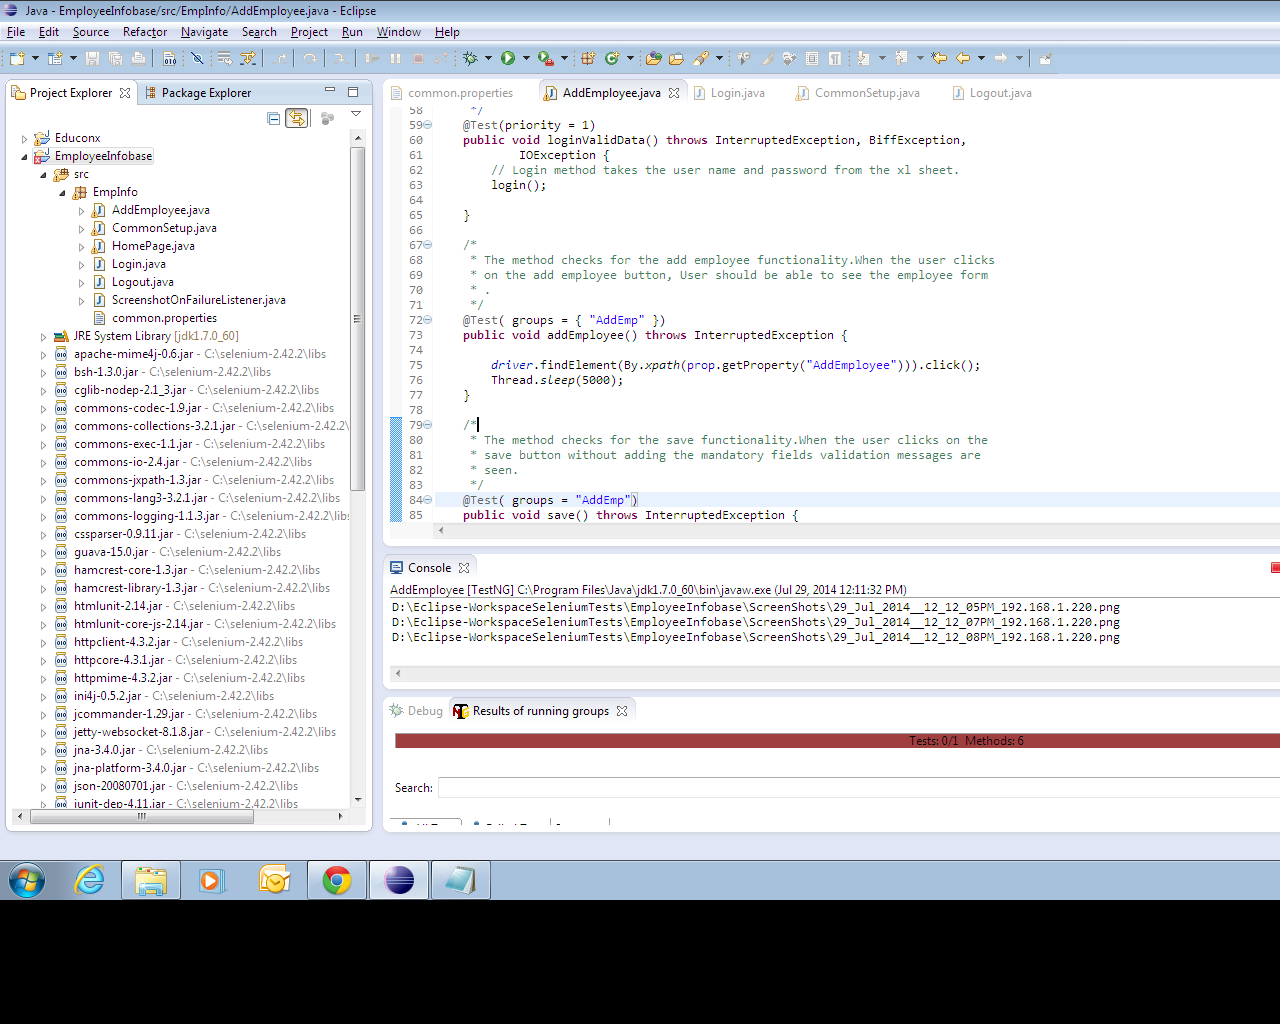 Java - EmployeeInfobase/src/EmpInfo/AddEmployee.java - Eclipse
File Edit Source Refactor Navigate Search Project Run Window Help
Project Explorer Package Explorer
Educonx
EmployeeInfobase
src
EmpInfo
AddEmployee.java
CommonSetup.java
HomePage.java
Login.java
Logout.java
ScreenshotOnFailureListener.java
common.properties
JRE System Library [jdk1.7.0_60]
apache-mime4j-0.6.jar - C:\selenium-2.42.2\libs
bsh-1.3.0.jar - C:\selenium-2.42.2\libs
cglib-nodep-2.1_3.jar - C:\selenium-2.42.2\libs
commons-codec-1.9.jar - C:\selenium-2.42.2\libs
commons-collections-3.2.1.jar - C:\selenium-2.42.2\
commons-exec-1.1.jar - C:\selenium-2.42.2\libs
commons-io-2.4.jar - C:\selenium-2.42.2\libs
commons-jxpath-1.3.jar - C:\selenium-2.42.2\libs
commons-lang3-3.2.1.jar - C:\selenium-2.42.2\libs
commons-logging-1.1.3.jar - C:\selenium-2.42.2\libs
cssparser-0.9.11.jar - C:\selenium-2.42.2\libs
guava-15.0.jar - C:\selenium-2.42.2\libs
hamcrest-core-1.3.jar - C:\selenium-2.42.2\libs
hamcrest-library-1.3.jar - C:\selenium-2.42.2\libs
htmlunit-2.14.jar - C:\selenium-2.42.2\libs
htmlunit-core-js-2.14.jar - C:\selenium-2.42.2\libs
httpclient-4.3.2.jar - C:\selenium-2.42.2\libs
httpcore-4.3.1.jar - C:\selenium-2.42.2\libs
httpmime-4.3.2.jar - C:\selenium-2.42.2\libs
ini4j-0.5.2.jar - C:\selenium-2.42.2\libs
jcommander-1.29.jar - C:\selenium-2.42.2\libs
jetty-websocket-8.1.8.jar - C:\selenium-2.42.2\libs
jna-3.4.0.jar - C:\selenium-2.42.2\libs
jna-platform-3.4.0.jar - C:\selenium-2.42.2\libs
json-20080701.jar - C:\selenium-2.42.2\libs
junit-dep-4.11.jar - C:\selenium-2.42.2\libs
common.properties AddEmployee.java Login.java CommonSetup.java Logout.java
58 */
59 @Test(priority = 1)
60 public void loginValidData() throws InterruptedException, BiffException,
61 IOException {
62 // Login method takes the user name and password from the xl sheet.
63 login();
64
65 }
66
67 /*
68 * The method checks for the add employee functionality.When the user clicks
69 * on the add employee button, User should be able to see the employee form
70 * .
71 */
72 @Test( groups = { "AddEmp" })
73 public void addEmployee() throws InterruptedException {
74
75 driver.findElement(By.xpath(prop.getProperty("AddEmployee"))).click();
76 Thread.sleep(5000);
77 }
78
79 /*
80 * The method checks for the save functionality.When the user clicks on the
81 * save button without adding the mandatory fields validation messages are
82 * seen.
83 */
84 @Test( groups = "AddEmp")
85 public void save() throws InterruptedException {
Console
AddEmployee [TestNG] C:\Program Files\Java\jdk1.7.0_60\bin\javaw.exe (Jul 29, 2014 12:11:32 PM)
D:\Eclipse-WorkspaceSeleniumTests\EmployeeInfobase\ScreenShots\29_Jul_2014__12_12_05PM_192.168.1.220.png
D:\Eclipse-WorkspaceSeleniumTests\EmployeeInfobase\ScreenShots\29_Jul_2014__12_12_07PM_192.168.1.220.png
D:\Eclipse-WorkspaceSeleniumTests\EmployeeInfobase\ScreenShots\29_Jul_2014__12_12_08PM_192.168.1.220.png
Debug Results of running groups
Tests: 0/1 Methods: 6
Search: